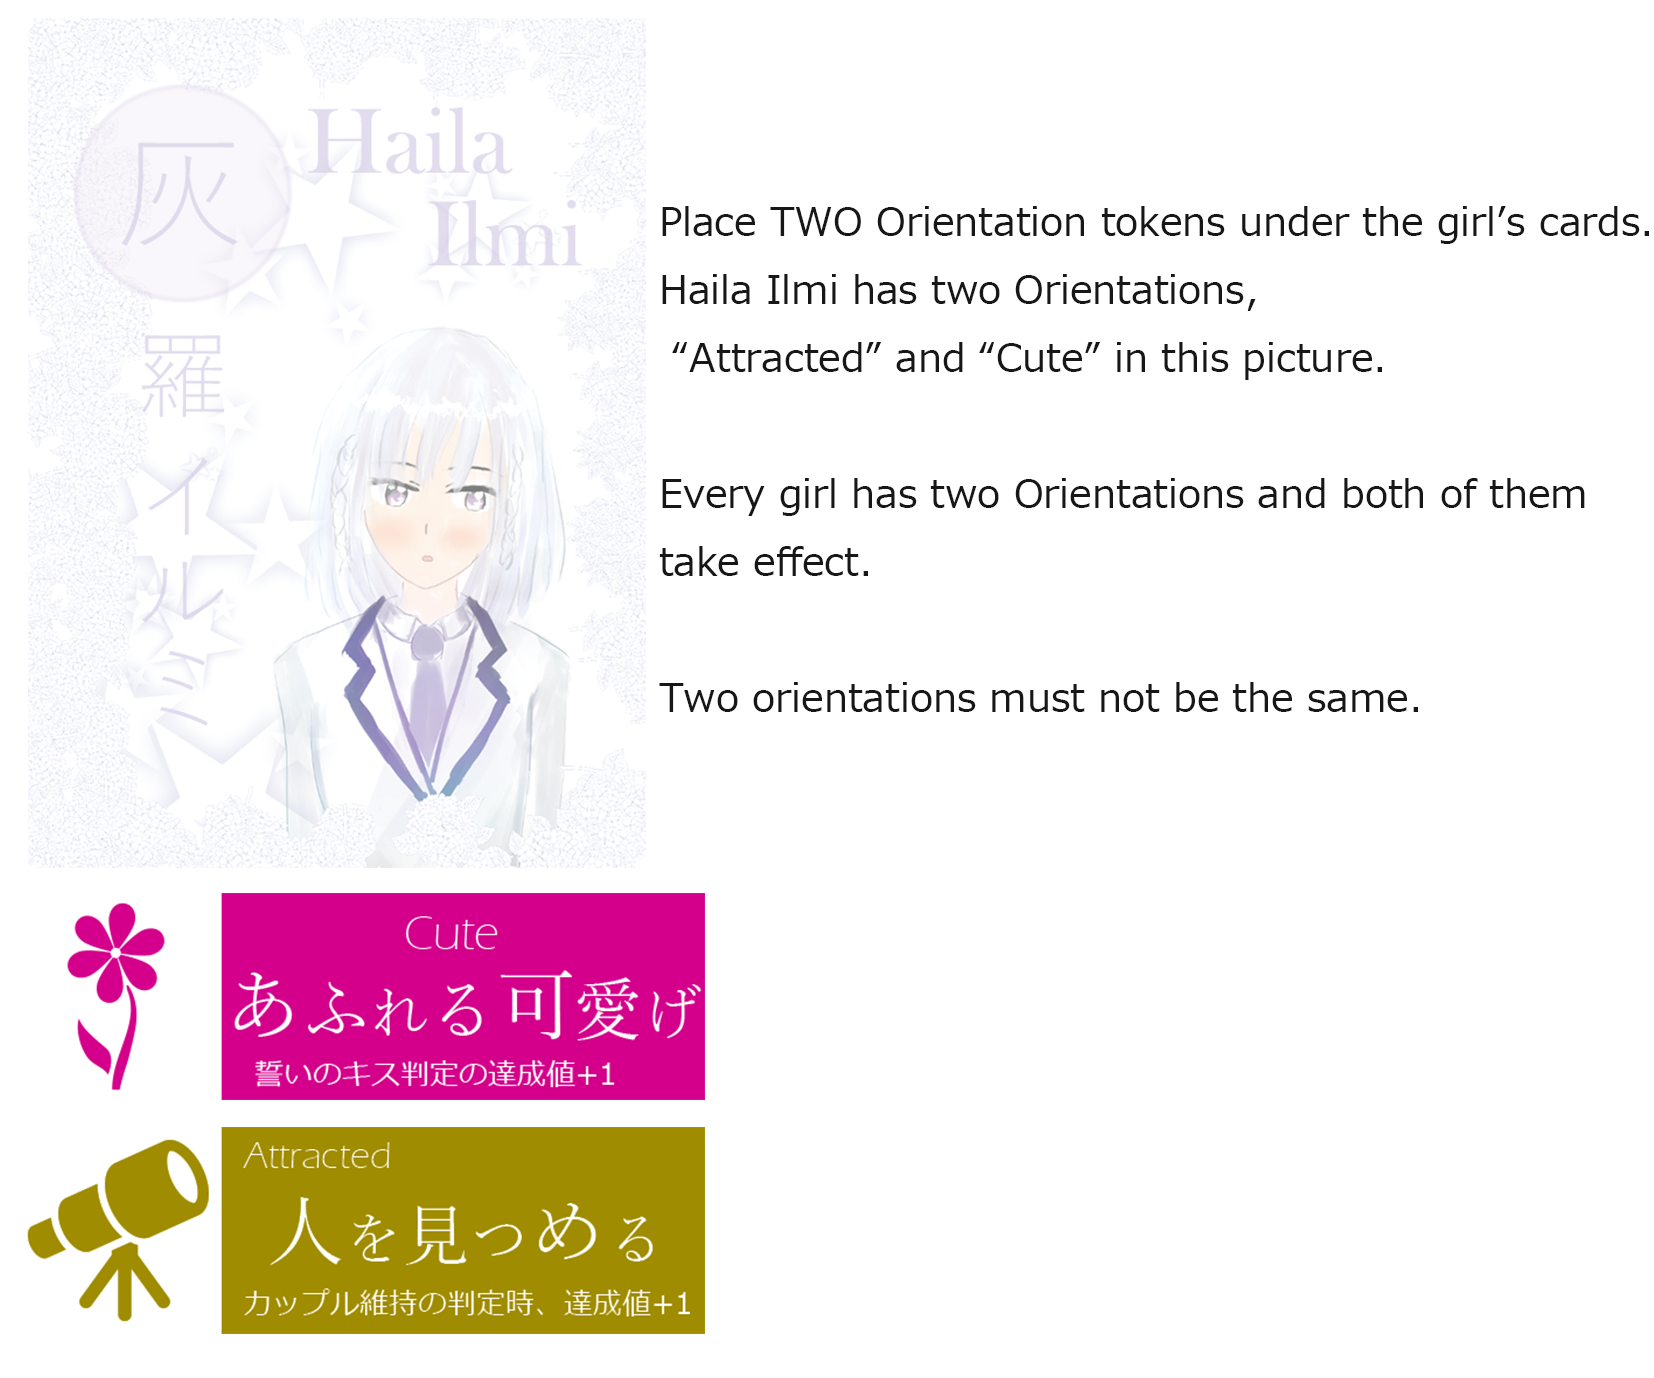 灰
Haila
Ilmi
羅イルミ
Place TWO Orientation tokens under the girl’s cards.
Haila Ilmi has two Orientations,
“Attracted” and “Cute” in this picture.
Every girl has two Orientations and both of them
take effect.
Two orientations must not be the same.
Cute
あふれる可愛げ
誓いのキス判定の達成値+1
Attracted
人を見つめる
カップル維持の判定時、達成値+1